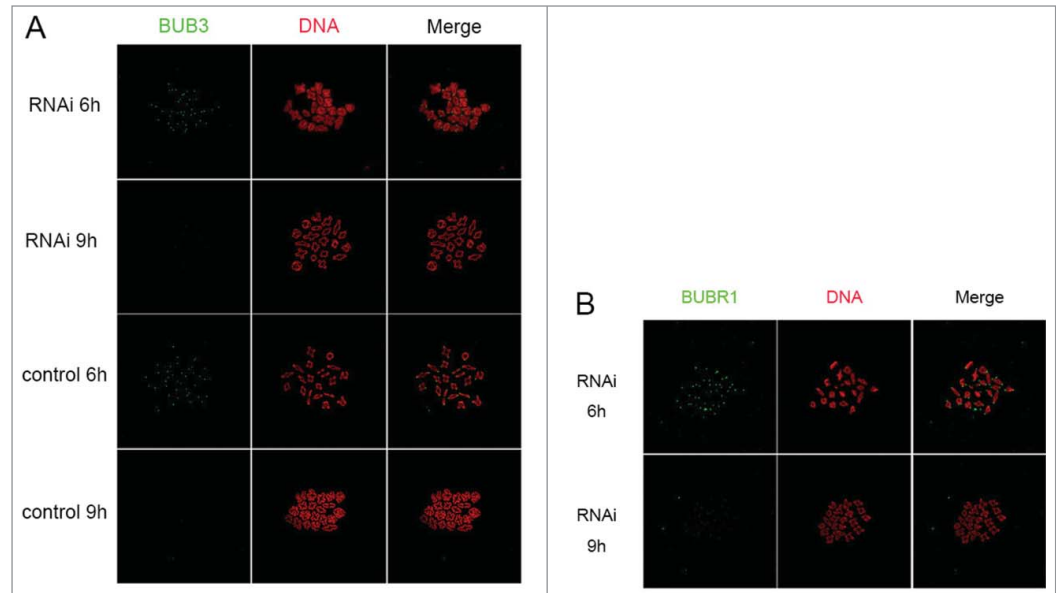 A
BUB3 DNA Merge
RNAi 6h
RNAi 9h
control 6h
control 9h
B
BUBR1 DNA Merge
RNAi
6h
RNAi
9h